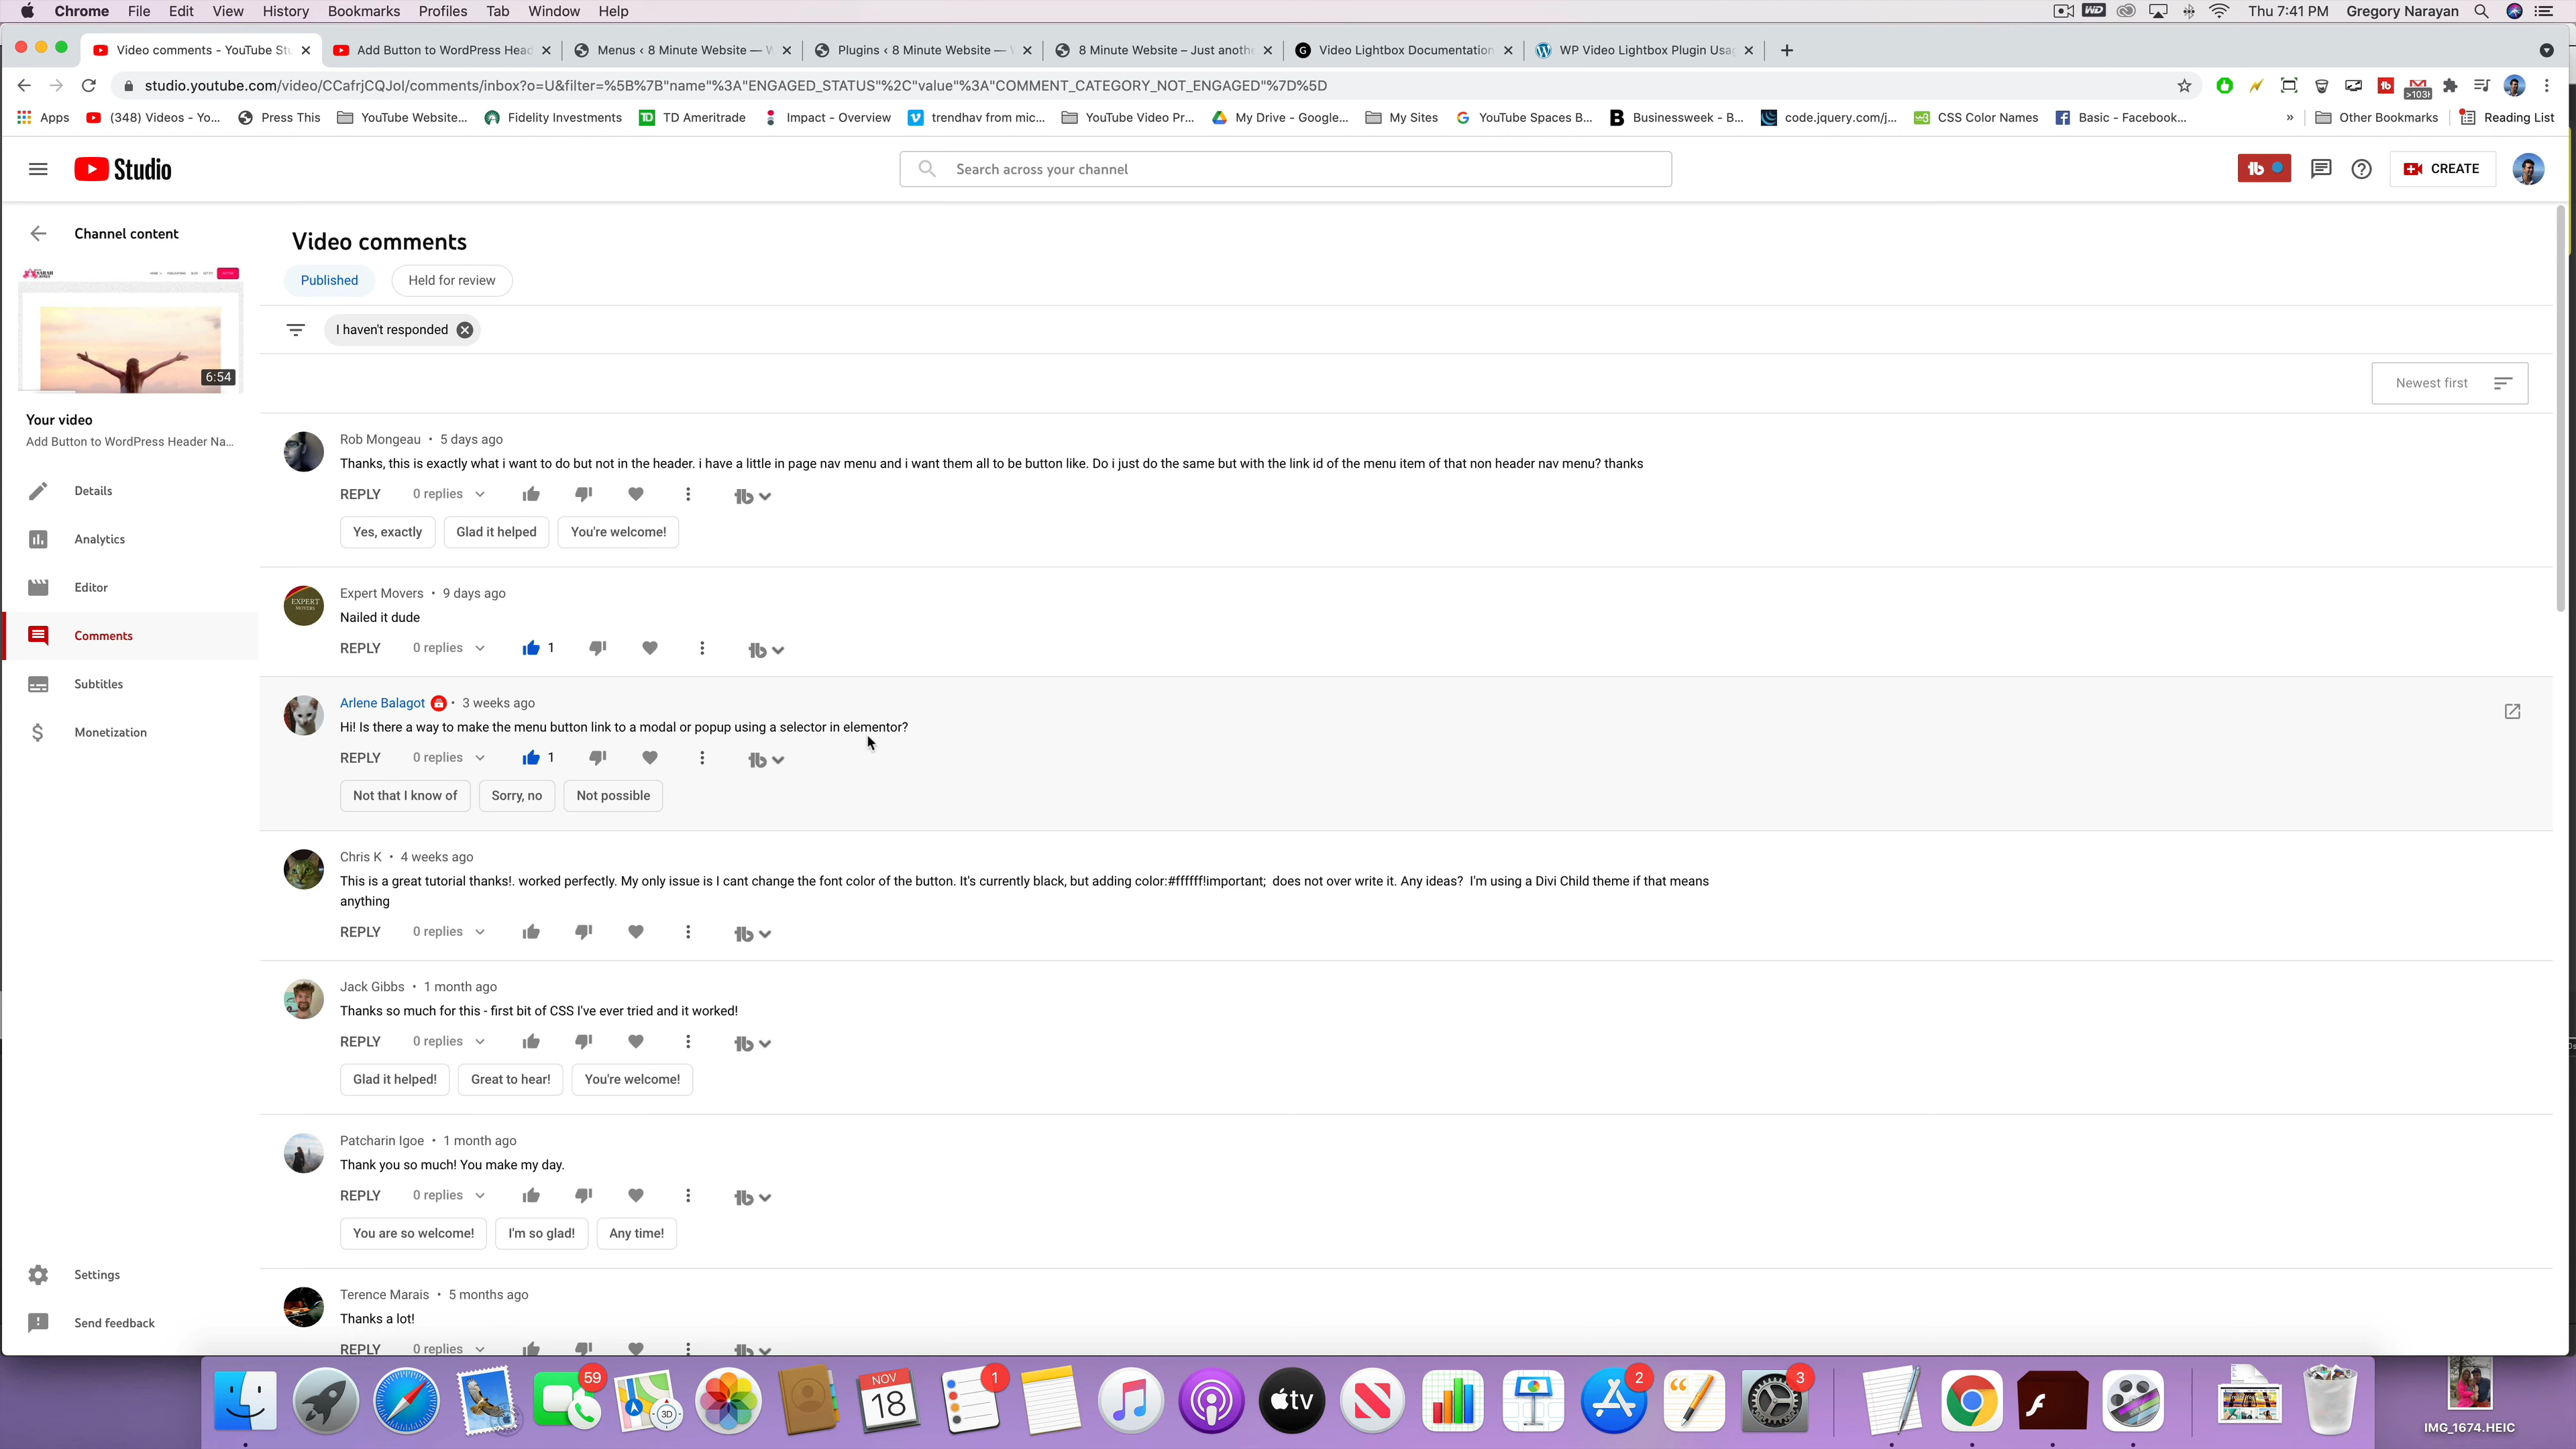 Chrome File Edit View History Bookmarks Profiles Tab Window Help
WD Thu 7:41 PM Gregory Narayan
Video comments - YouTube St Add Button to WordPress Head Menus < 8 Minute Website — W Plugins < 8 Minute Website — 8 Minute Website – Just anoth Video Lightbox Documentation WP Video Lightbox Plugin Usa
studio.youtube.com/video/CCafrjCQJoI/comments/inbox?o=U&filter=%5B%7B"name"%3A"ENGAGED_STATUS"%2C"value"%3A"COMMENT_CATEGORY_NOT_ENGAGED"%7D%5D
>103
Apps (348) Videos - Yo... Press This YouTube Website... Fidelity Investments TD Ameritrade Impact - Overview trendhav from mic... YouTube Video Pr... My Drive - Google... My Sites YouTube Spaces B... Businessweek - B... code.jquery.com/j... CSS Color Names Basic - Facebook... » Other Bookmarks Reading List
Studio
Search across your channel
CREATE
Channel content
6:54
Your video
Add Button to WordPress Header Na...
Details
Analytics
Editor
Comments
Subtitles
Monetization
Settings
Send feedback
Video comments
Published Held for review
I haven't responded
Newest first
Rob Mongeau • 5 days ago
Thanks, this is exactly what i want to do but not in the header. i have a little in page nav menu and i want them all to be button like. Do i just do the same but with the link id of the menu item of that non header nav menu? thanks
REPLY 0 replies
Yes, exactly Glad it helped You're welcome!
EXPERT MOVERS
Expert Movers • 9 days ago
Nailed it dude
REPLY 0 replies 1
Arlene Balagot • 3 weeks ago
Hi! Is there a way to make the menu button link to a modal or popup using a selector in elementor?
REPLY 0 replies 1
Not that I know of Sorry, no Not possible
Chris K • 4 weeks ago
This is a great tutorial thanks!. worked perfectly. My only issue is I cant change the font color of the button. It's currently black, but adding color:#ffffff!important; does not over write it. Any ideas? I'm using a Divi Child theme if that means
anything
REPLY 0 replies
Jack Gibbs • 1 month ago
Thanks so much for this - first bit of CSS I've ever tried and it worked!
REPLY 0 replies
Glad it helped! Great to hear! You're welcome!
Patcharin Igoe • 1 month ago
Thank you so much! You make my day.
REPLY 0 replies
You are so welcome! I'm so glad! Any time!
Terence Marais • 5 months ago
Thanks a lot!
REPLY 0 replies
59 3D NOV 18 1 tv 2 3
IMG_1674.HEIC